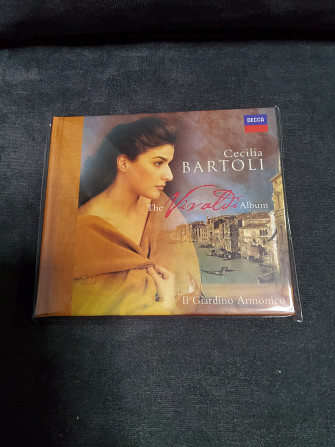 DECCA
Cecilia
BARTOLI
The Vivaldi Album
Il Giardino Armonico